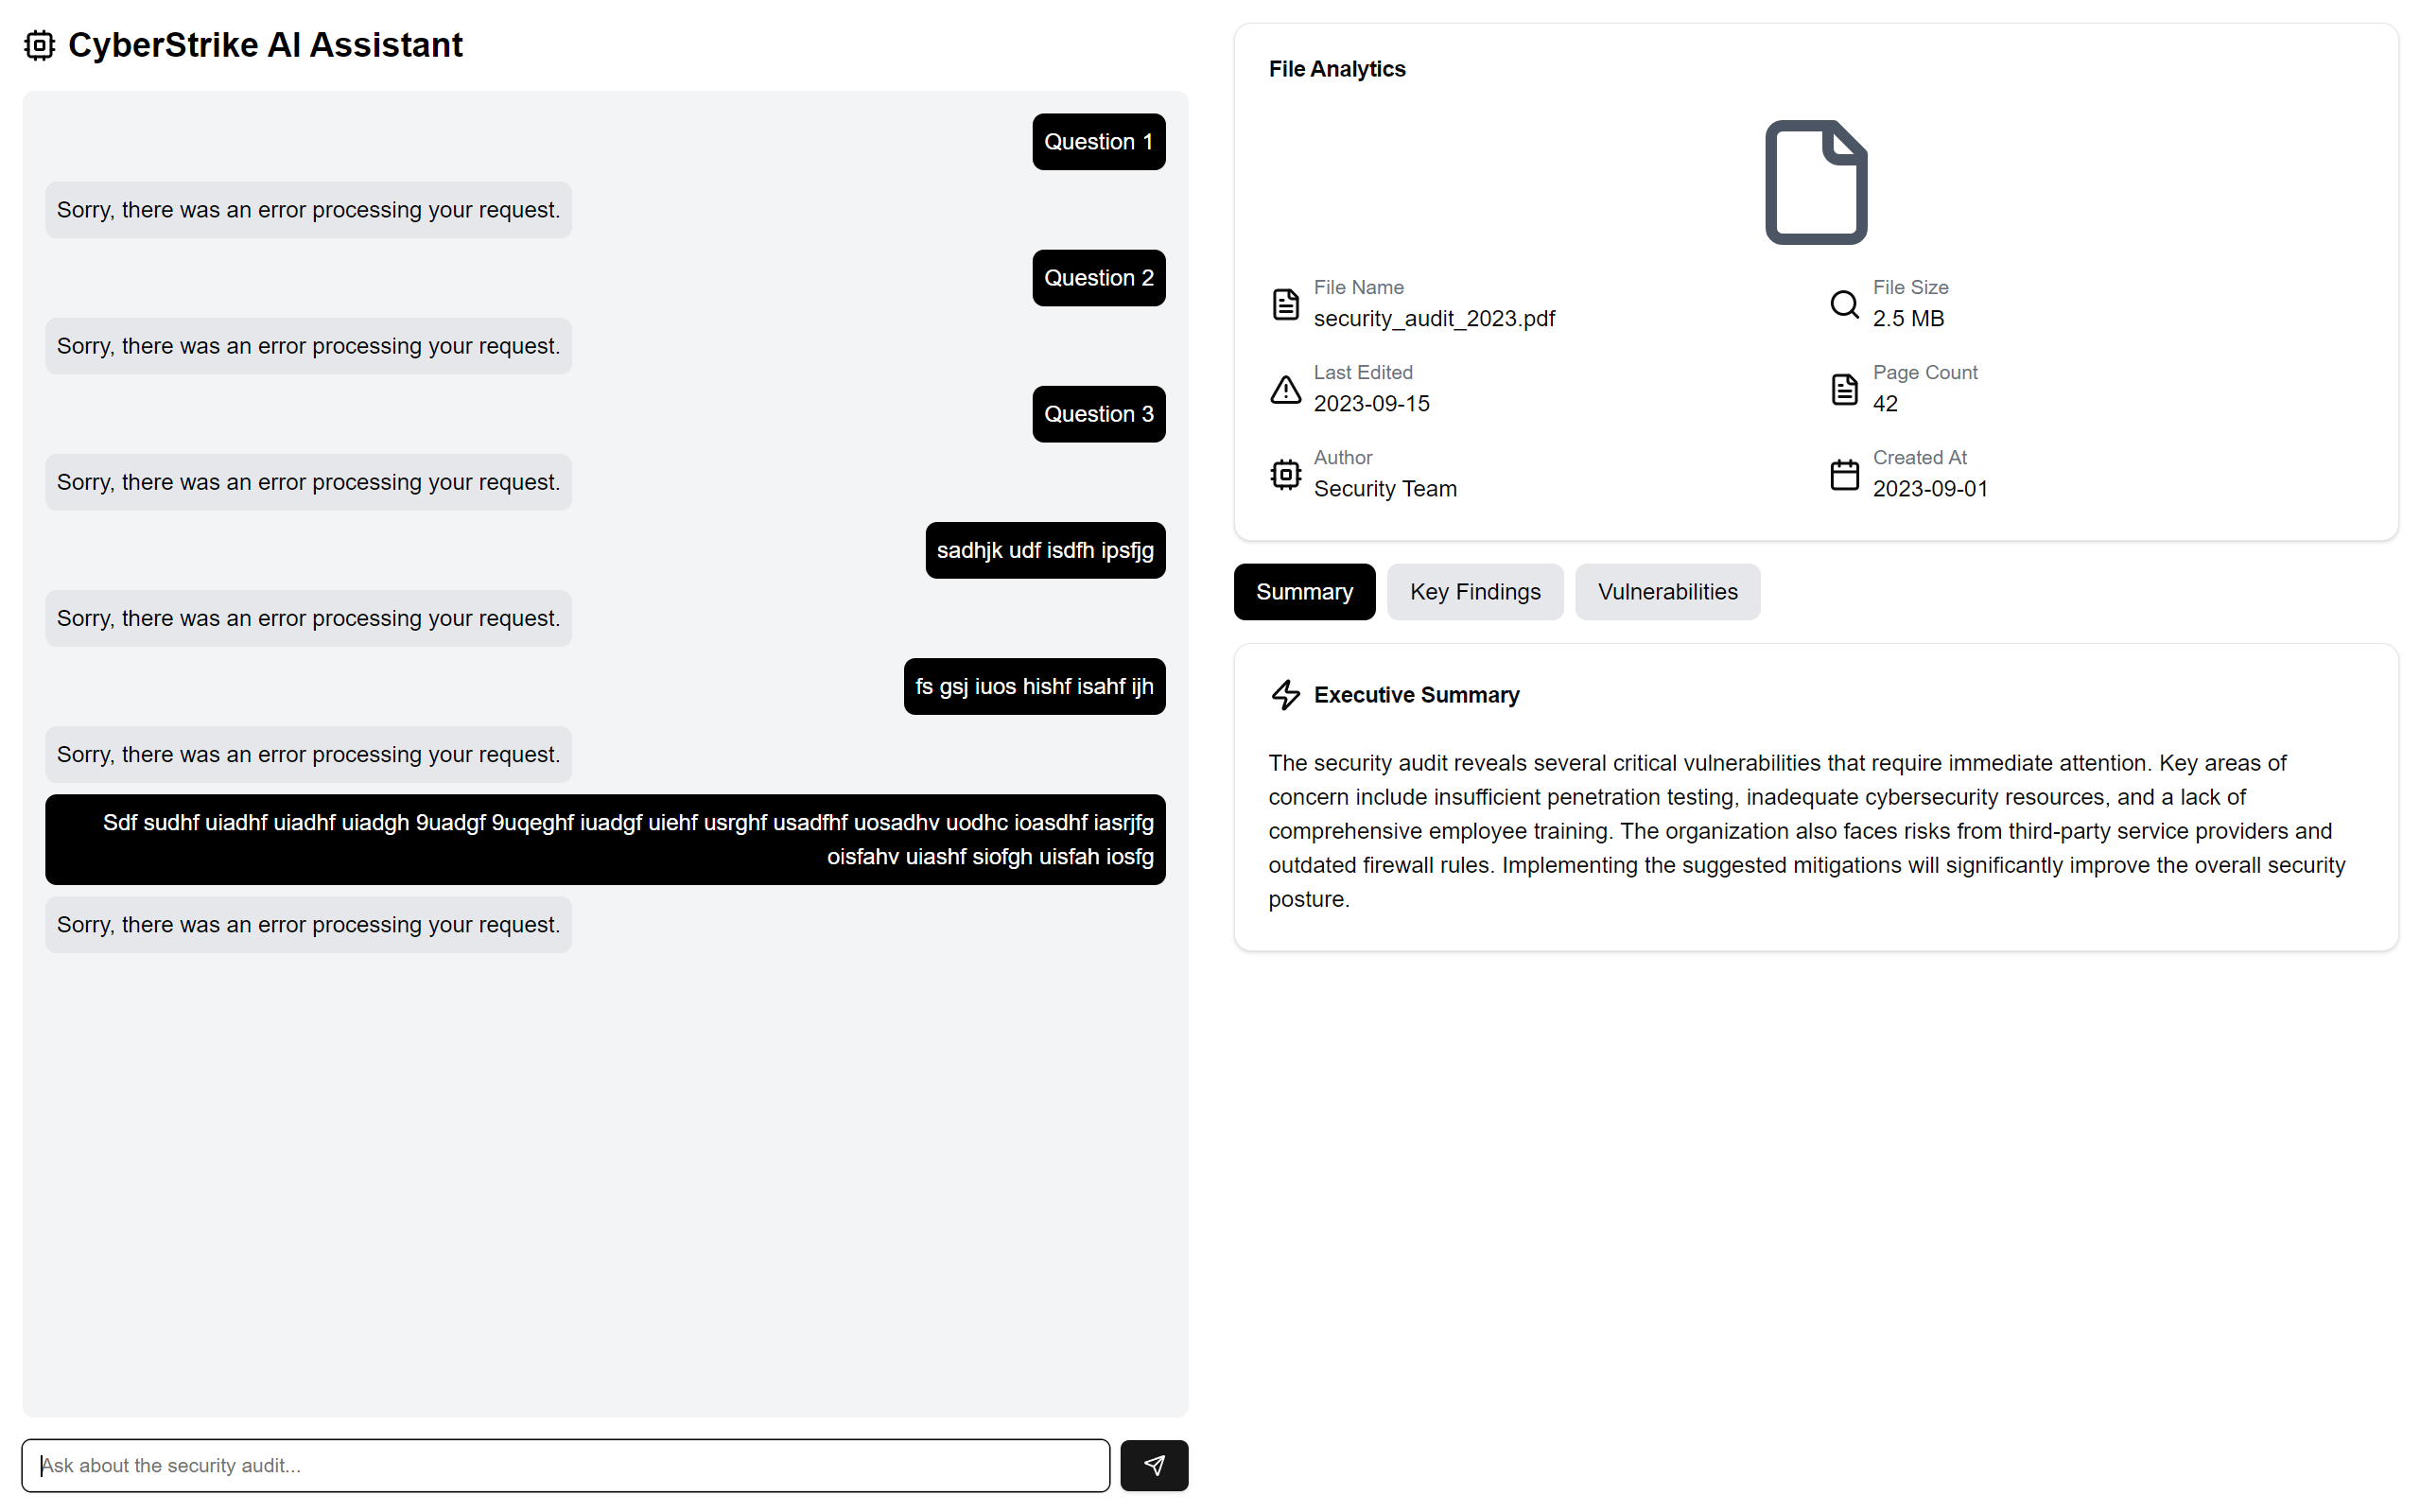 CyberStrike AI Assistant
Question 1
Sorry, there was an error processing your request.
Question 2
Sorry, there was an error processing your request.
Question 3
Sorry, there was an error processing your request.
sadhjk udf isdfh ipsfjg
Sorry, there was an error processing your request.
fs gsj iuos hishf isahf ijh
Sorry, there was an error processing your request.
Sdf sudhf uiadhf uiadhf uiadgh 9uadgf 9uqeghf iuadgf uiehf usrghf usadfhf uosadhv uodhc ioasdhf iasrjfg
oisfahv uiashf siofgh uisfah iosfg
Sorry, there was an error processing your request.
Ask about the security audit...
File Analytics
File Name
security_audit_2023.pdf
File Size
2.5 MB
Last Edited
2023-09-15
Page Count
42
Author
Security Team
Created At
2023-09-01
Summary
Key Findings
Vulnerabilities
Executive Summary
The security audit reveals several critical vulnerabilities that require immediate attention. Key areas of
concern include insufficient penetration testing, inadequate cybersecurity resources, and a lack of
comprehensive employee training. The organization also faces risks from third-party service providers and
outdated firewall rules. Implementing the suggested mitigations will significantly improve the overall security
posture.